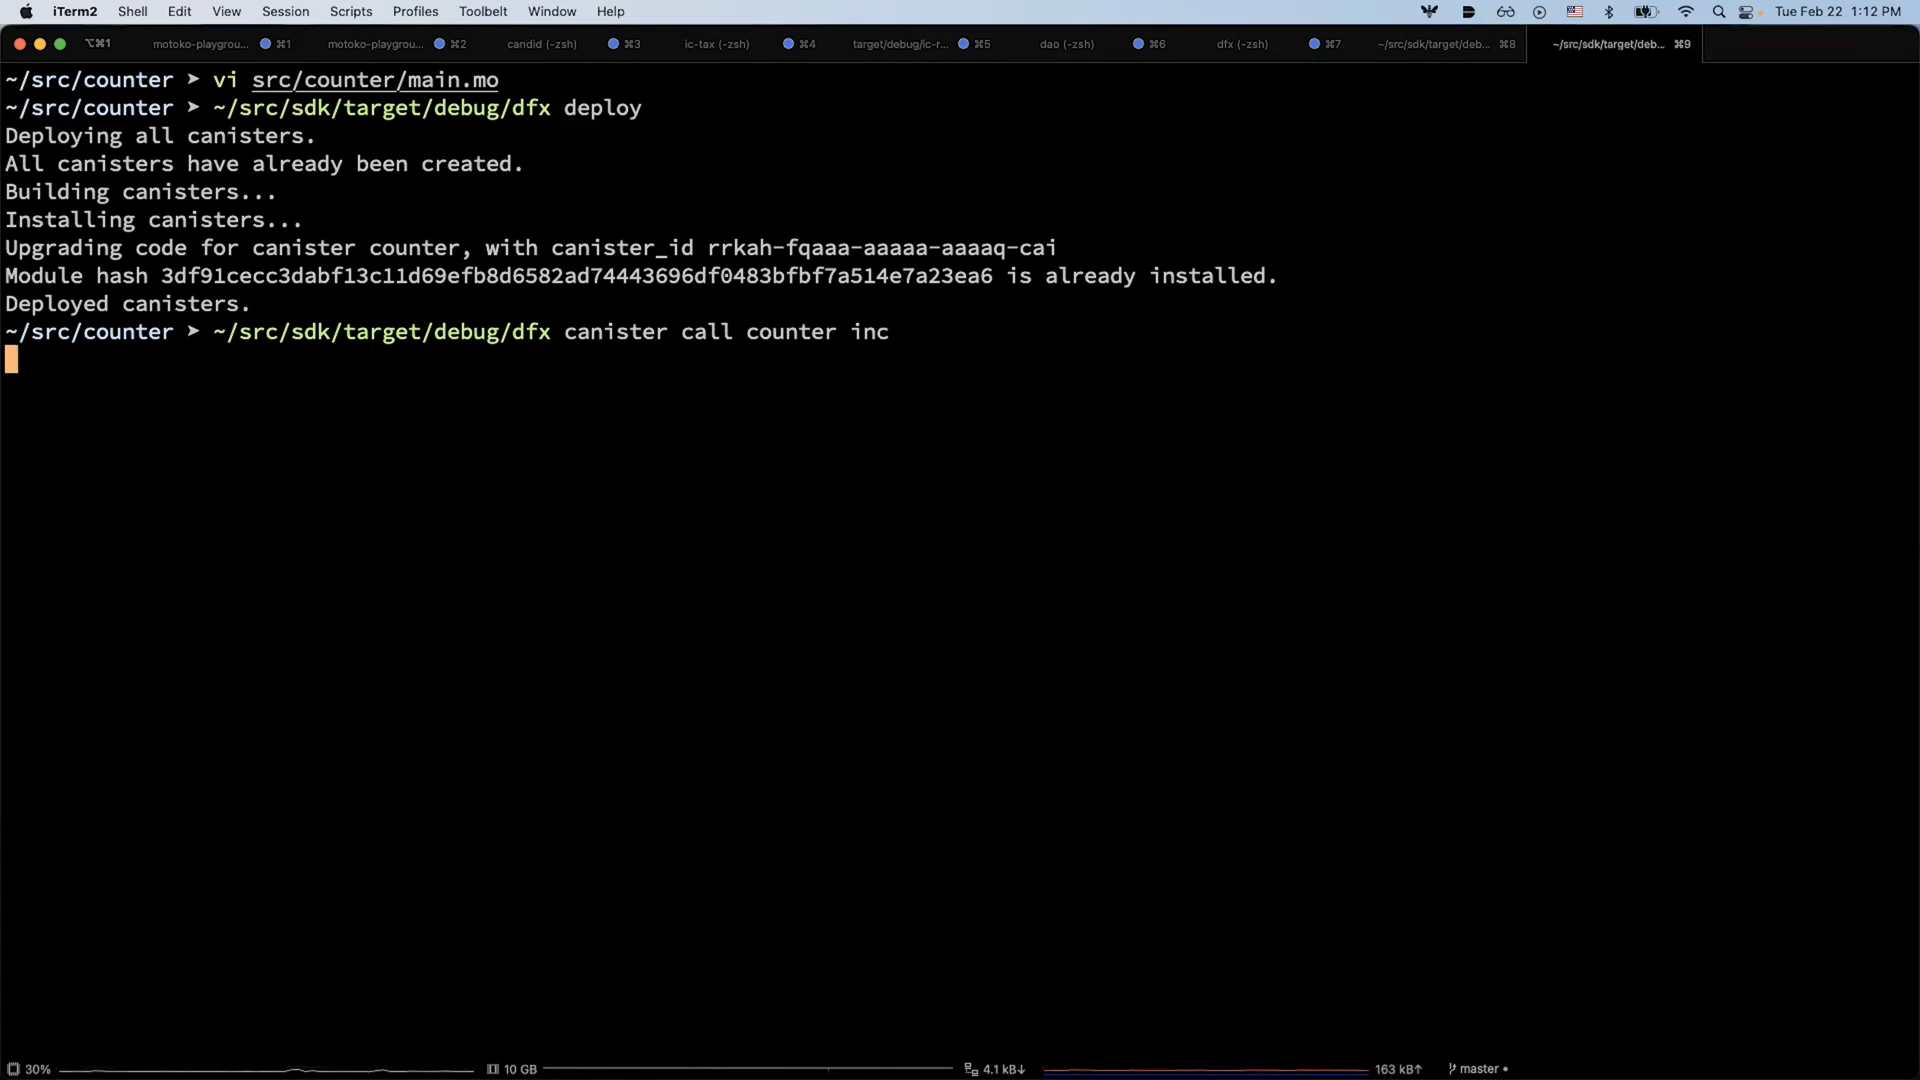 iTerm2 Shell Edit View Session Scripts Profiles Toolbelt Window Help Tue Feb 22 1:12 PM
⌥⌘1 motoko-playgrou... ⌘1 motoko-playgrou... ⌘2 candid (-zsh) ⌘3 ic-tax (-zsh) ⌘4 target/debug/ic-r... ⌘5 dao (-zsh) ⌘6 dfx (-zsh) ⌘7 ~/src/sdk/target/deb... ⌘8 ~/src/sdk/target/deb... ⌘9
~/src/counter ➤ vi src/counter/main.mo
~/src/counter ➤ ~/src/sdk/target/debug/dfx deploy
Deploying all canisters.
All canisters have already been created.
Building canisters...
Installing canisters...
Upgrading code for canister counter, with canister_id rrkah-fqaaa-aaaaa-aaaaq-cai
Module hash 3df91cecc3dabf13c11d69efb8d6582ad74443696df0483bfbf7a514e7a23ea6 is already installed.
Deployed canisters.
~/src/counter ➤ ~/src/sdk/target/debug/dfx canister call counter inc
30% 10 GB 4.1 kB↓ 163 kB↑ master •